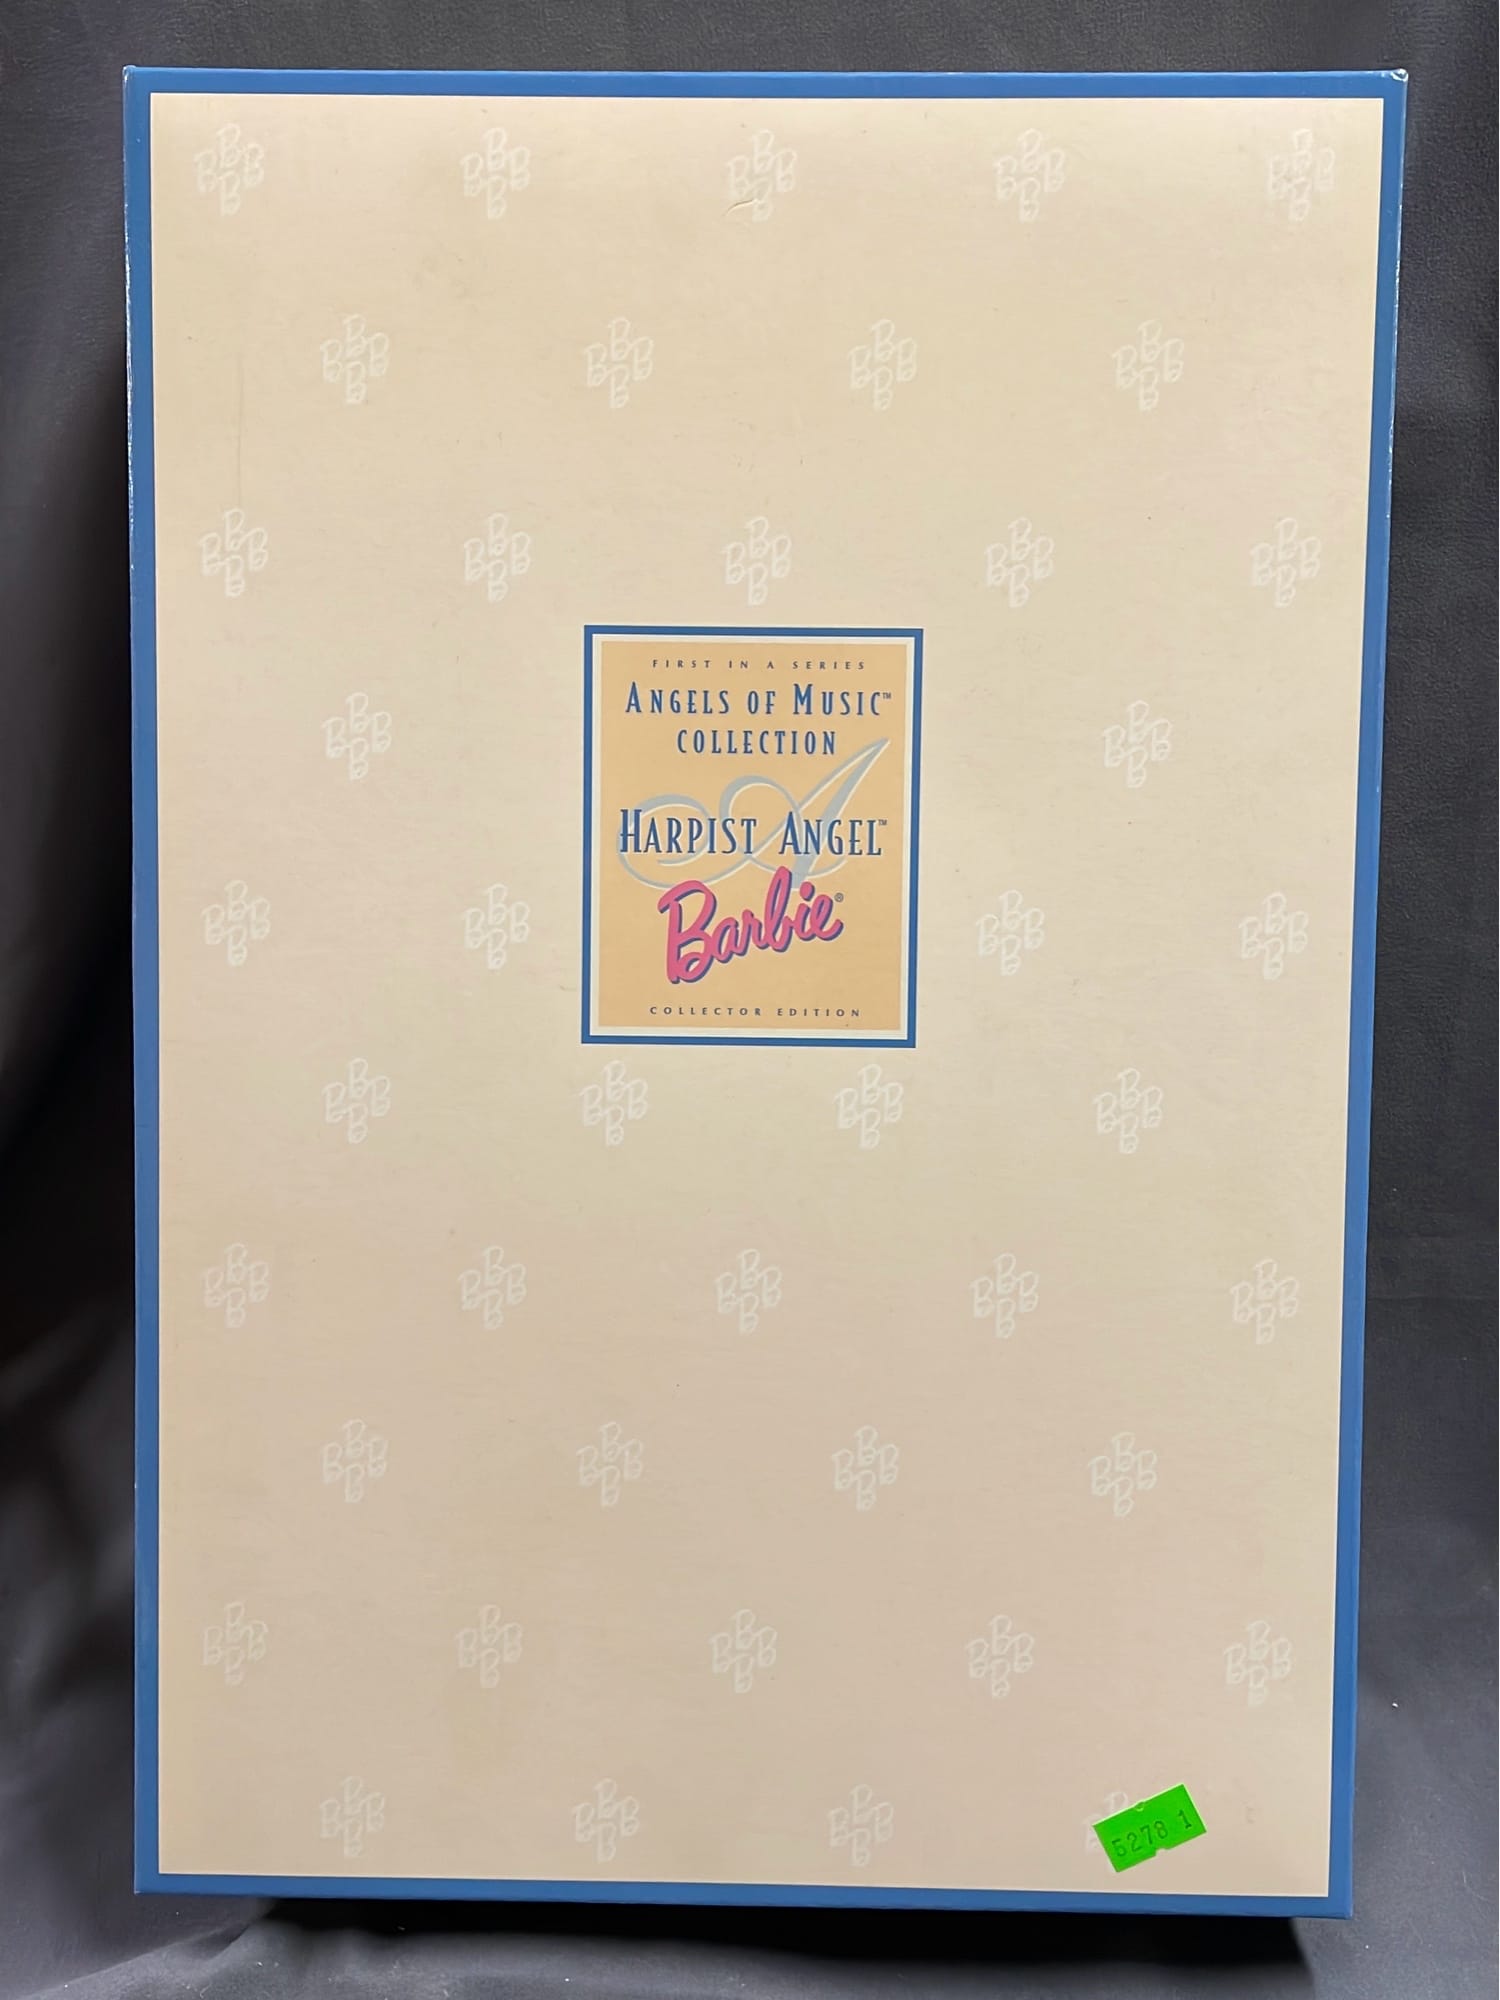 FIRST IN A SERIES
ANGELS OF MUSIC™
COLLECTION
A
HARPIST ANGEL™
Barbie®
COLLECTOR EDITION
5278 1